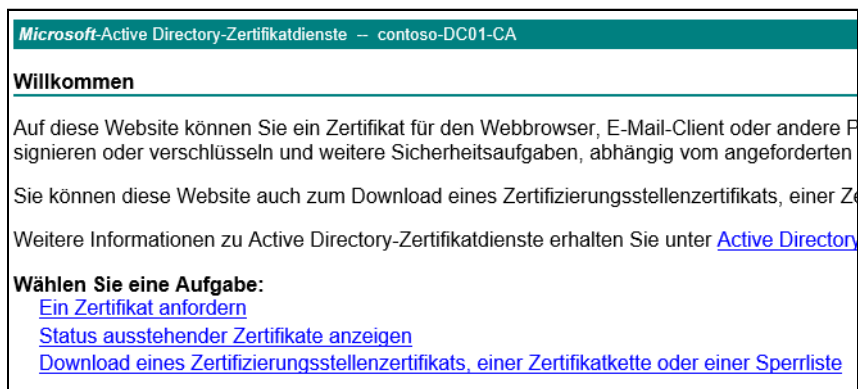 Microsoft-Active Directory-Zertifikatdienste -- contoso-DC01-CA
Willkommen
Auf diese Website können Sie ein Zertifikat für den Webbrowser, E-Mail-Client oder andere
signieren oder verschlüsseln und weitere Sicherheitsaufgaben, abhängig vom angeforderten
Sie können diese Website auch zum Download eines Zertifizierungsstellenzertifikats, einer
Weitere Informationen zu Active Directory-Zertifikatdienste erhalten Sie unter Active Directory
Wählen Sie eine Aufgabe:
Ein Zertifikat anfordern
Status ausstehender Zertifikate anzeigen
Download eines Zertifizierungsstellenzertifikats, einer Zertifikatkette oder einer Sperrliste